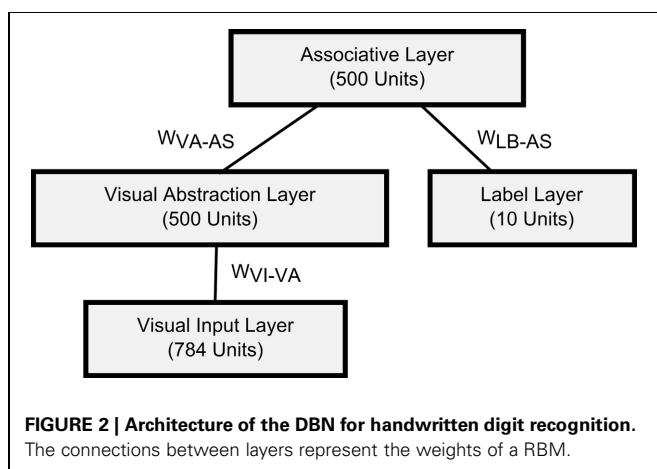 Associative Layer
(500 Units)
WVA-AS
WLB-AS
Visual Abstraction Layer
(500 Units)
Label Layer
(10 Units)
WVI-VA
Visual Input Layer
(784 Units)
FIGURE 2 | Architecture of the DBN for handwritten digit recognition.
The connections between layers represent the weights of a RBM.